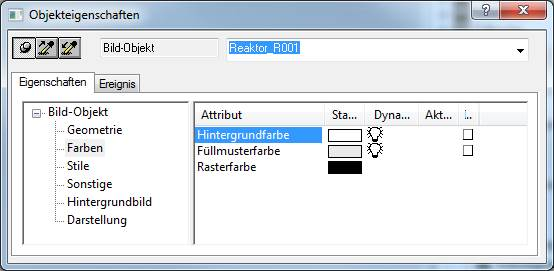 Objekteigenschaften
Bild-Objekt Reaktor_R001
Eigenschaften Ereignis
Bild-Objekt
Geometrie
Farben
Stile
Sonstige
Hintergrundbild
Darstellung
Attribut Sta... Dyna... Akt... I...
Hintergrundfarbe
Füllmusterfarbe
Rasterfarbe